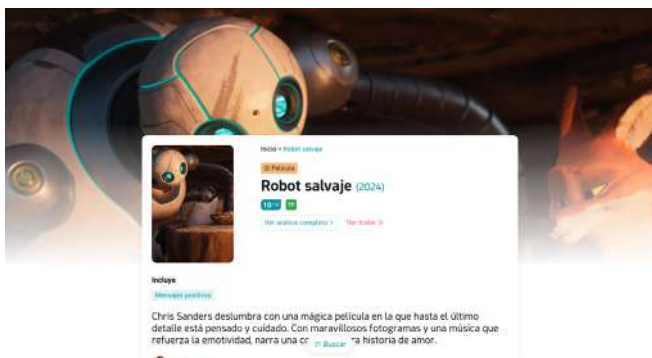 Inicio > Robot salvaje
Película
Robot salvaje (2024)
10
TP
Ver análisis completo >
Ver tráiler
Incluye
Mensajes positivos
Chris Sanders deslumbra con una mágica película en la que hasta el último
detalle está pensado y cuidado. Con maravillosos fotogramas y una música que
refuerza la emotividad, narra una ra historia de amor.
Buscar